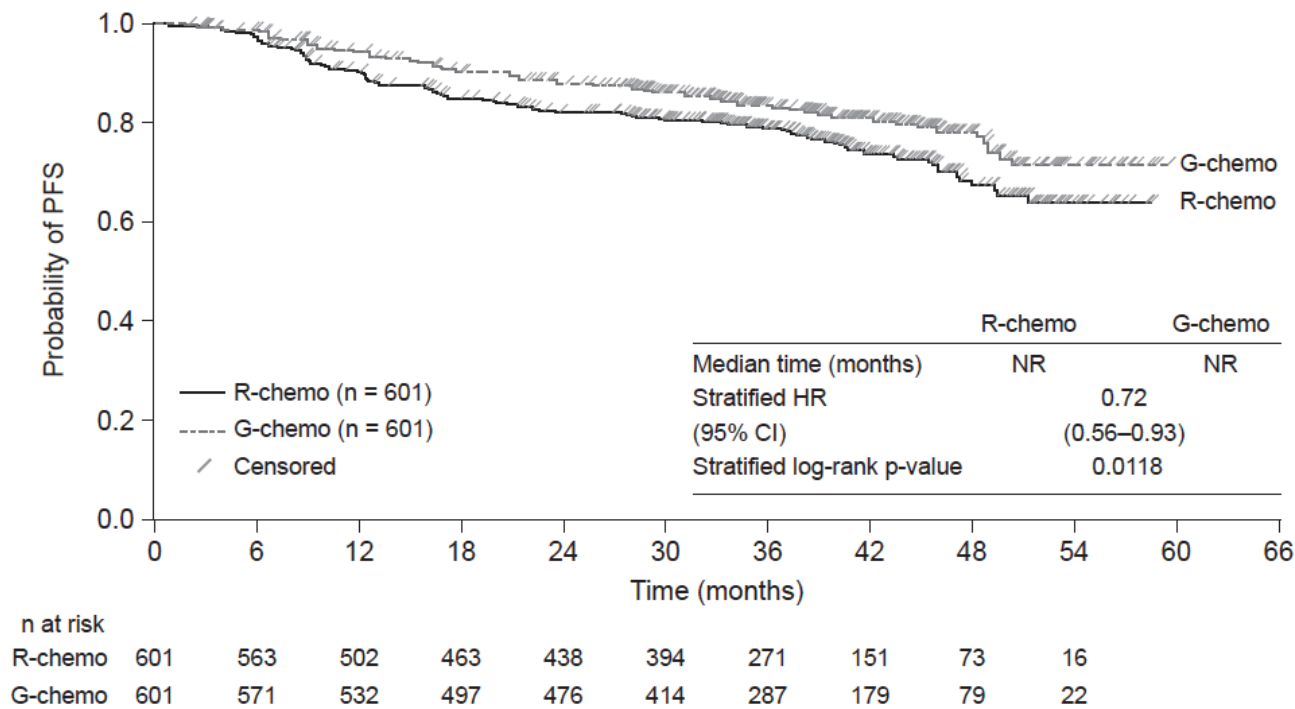 Probability of PFS
1.0
0.8
0.6
0.4
0.2
0.0
G-chemo
R-chemo
R-chemo (n = 601)
G-chemo (n = 601)
Censored
R-chemo G-chemo
Median time (months) NR NR
Stratified HR 0.72
(95% CI) (0.56–0.93)
Stratified log-rank p-value 0.0118
0 6 12 18 24 30 36 42 48 54 60 66
Time (months)
n at risk
R-chemo 601 563 502 463 438 394 271 151 73 16
G-chemo 601 571 532 497 476 414 287 179 79 22